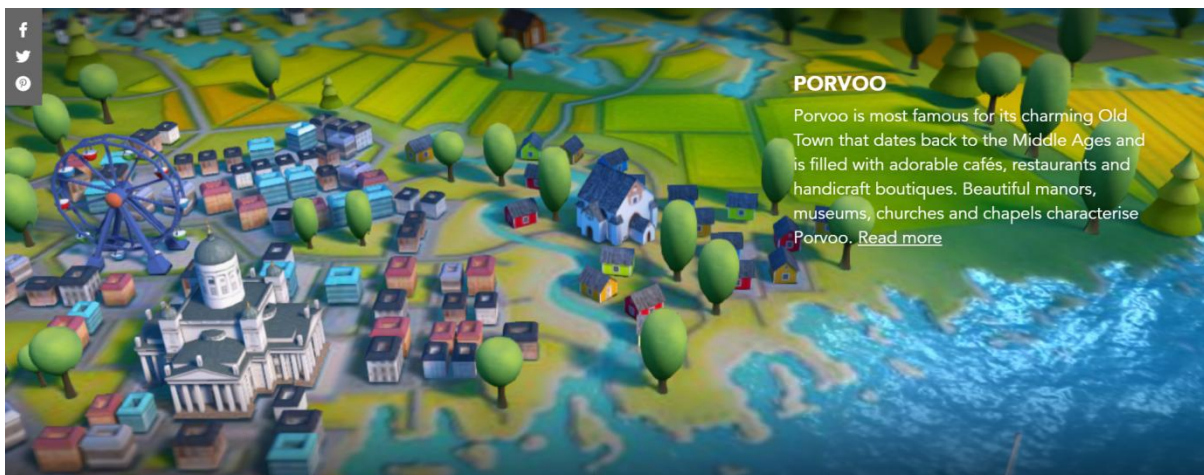 PORVOO
Porvoo is most famous for its charming Old
Town that dates back to the Middle Ages and
is filled with adorable cafés, restaurants and
handicraft boutiques. Beautiful manors,
museums, churches and chapels characterise
Porvoo. Read more